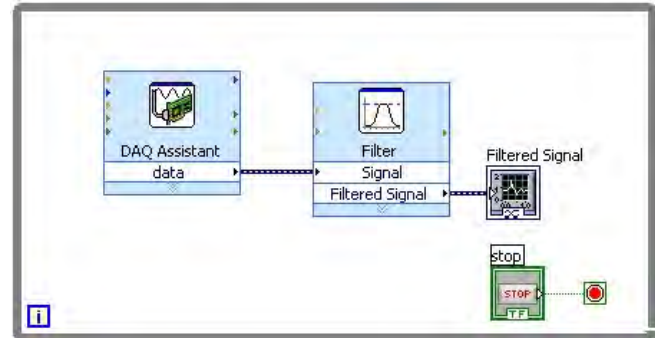 DAQ Assistant
data
Filter
Signal
Filtered Signal
Filtered Signal
stop
STOP
TF
i